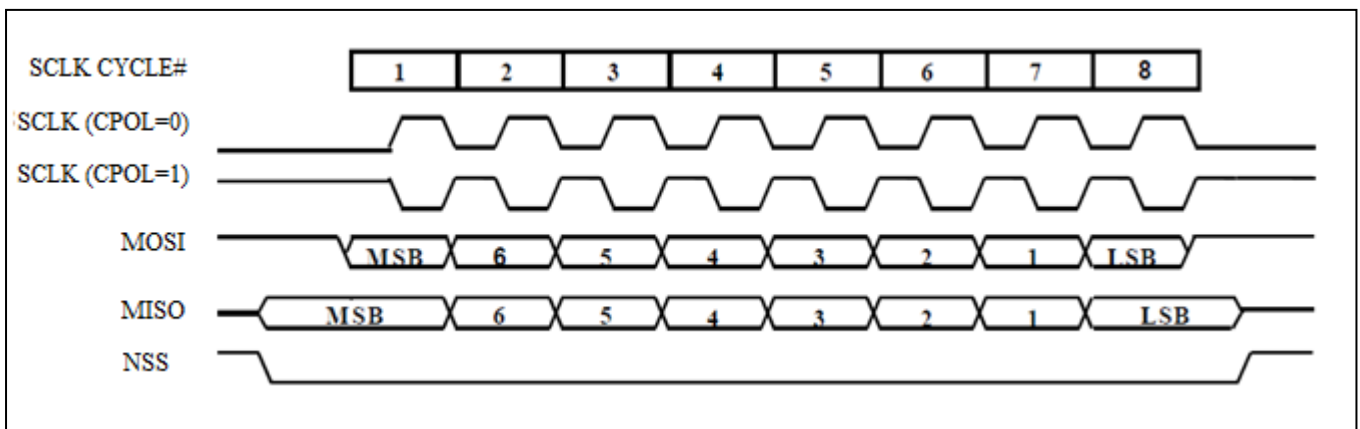 SCLK CYCLE# 1 2 3 4 5 6 7 8
SCLK (CPOL=0)
SCLK (CPOL=1)
MOSI MSB 6 5 4 3 2 1 LSB
MISO MSB 6 5 4 3 2 1 LSB
NSS